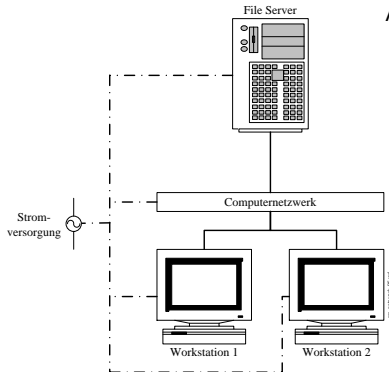 File Server
A
Computernetzwerk
Strom-
versorgung
Workstation 1
Workstation 2